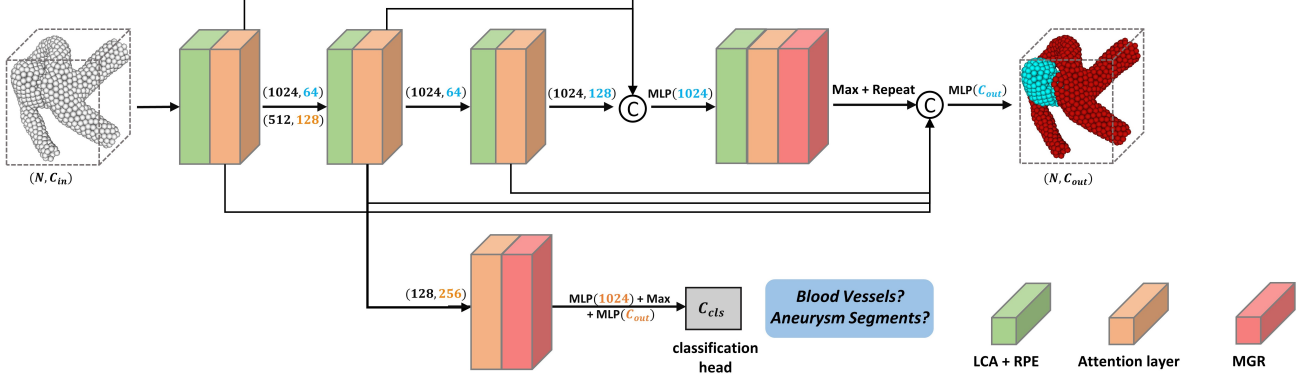 (1024,64)
(512,128)
(1024,64)
(1024,128)
C
MLP(1024)
Max + Repeat
C
MLP(C_out)
(N, C_in)
(N, C_out)
(128,256)
MLP(1024) + Max
+ MLP(C_out)
C_cls
classification
head
Blood Vessels?
Aneurysm Segments?
LCA + RPE
Attention layer
MGR